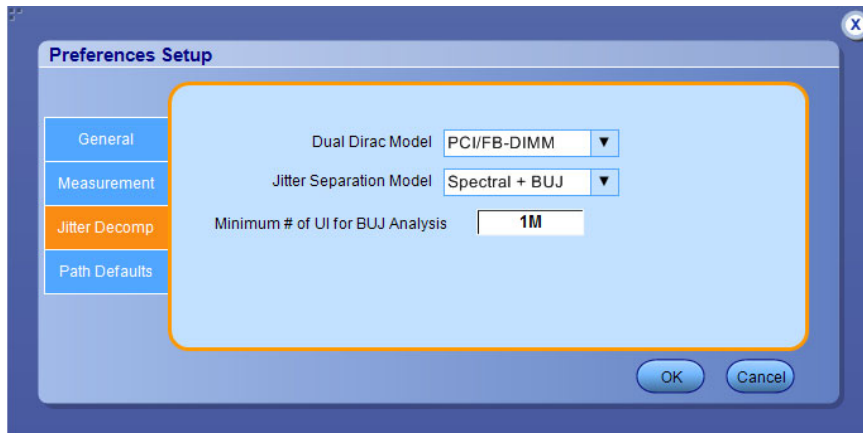 X
Preferences Setup
General
Measurement
Jitter Decomp
Path Defaults
Dual Dirac Model PCI/FB-DIMM
Jitter Separation Model Spectral + BUJ
Minimum # of UI for BUJ Analysis 1M
OK Cancel